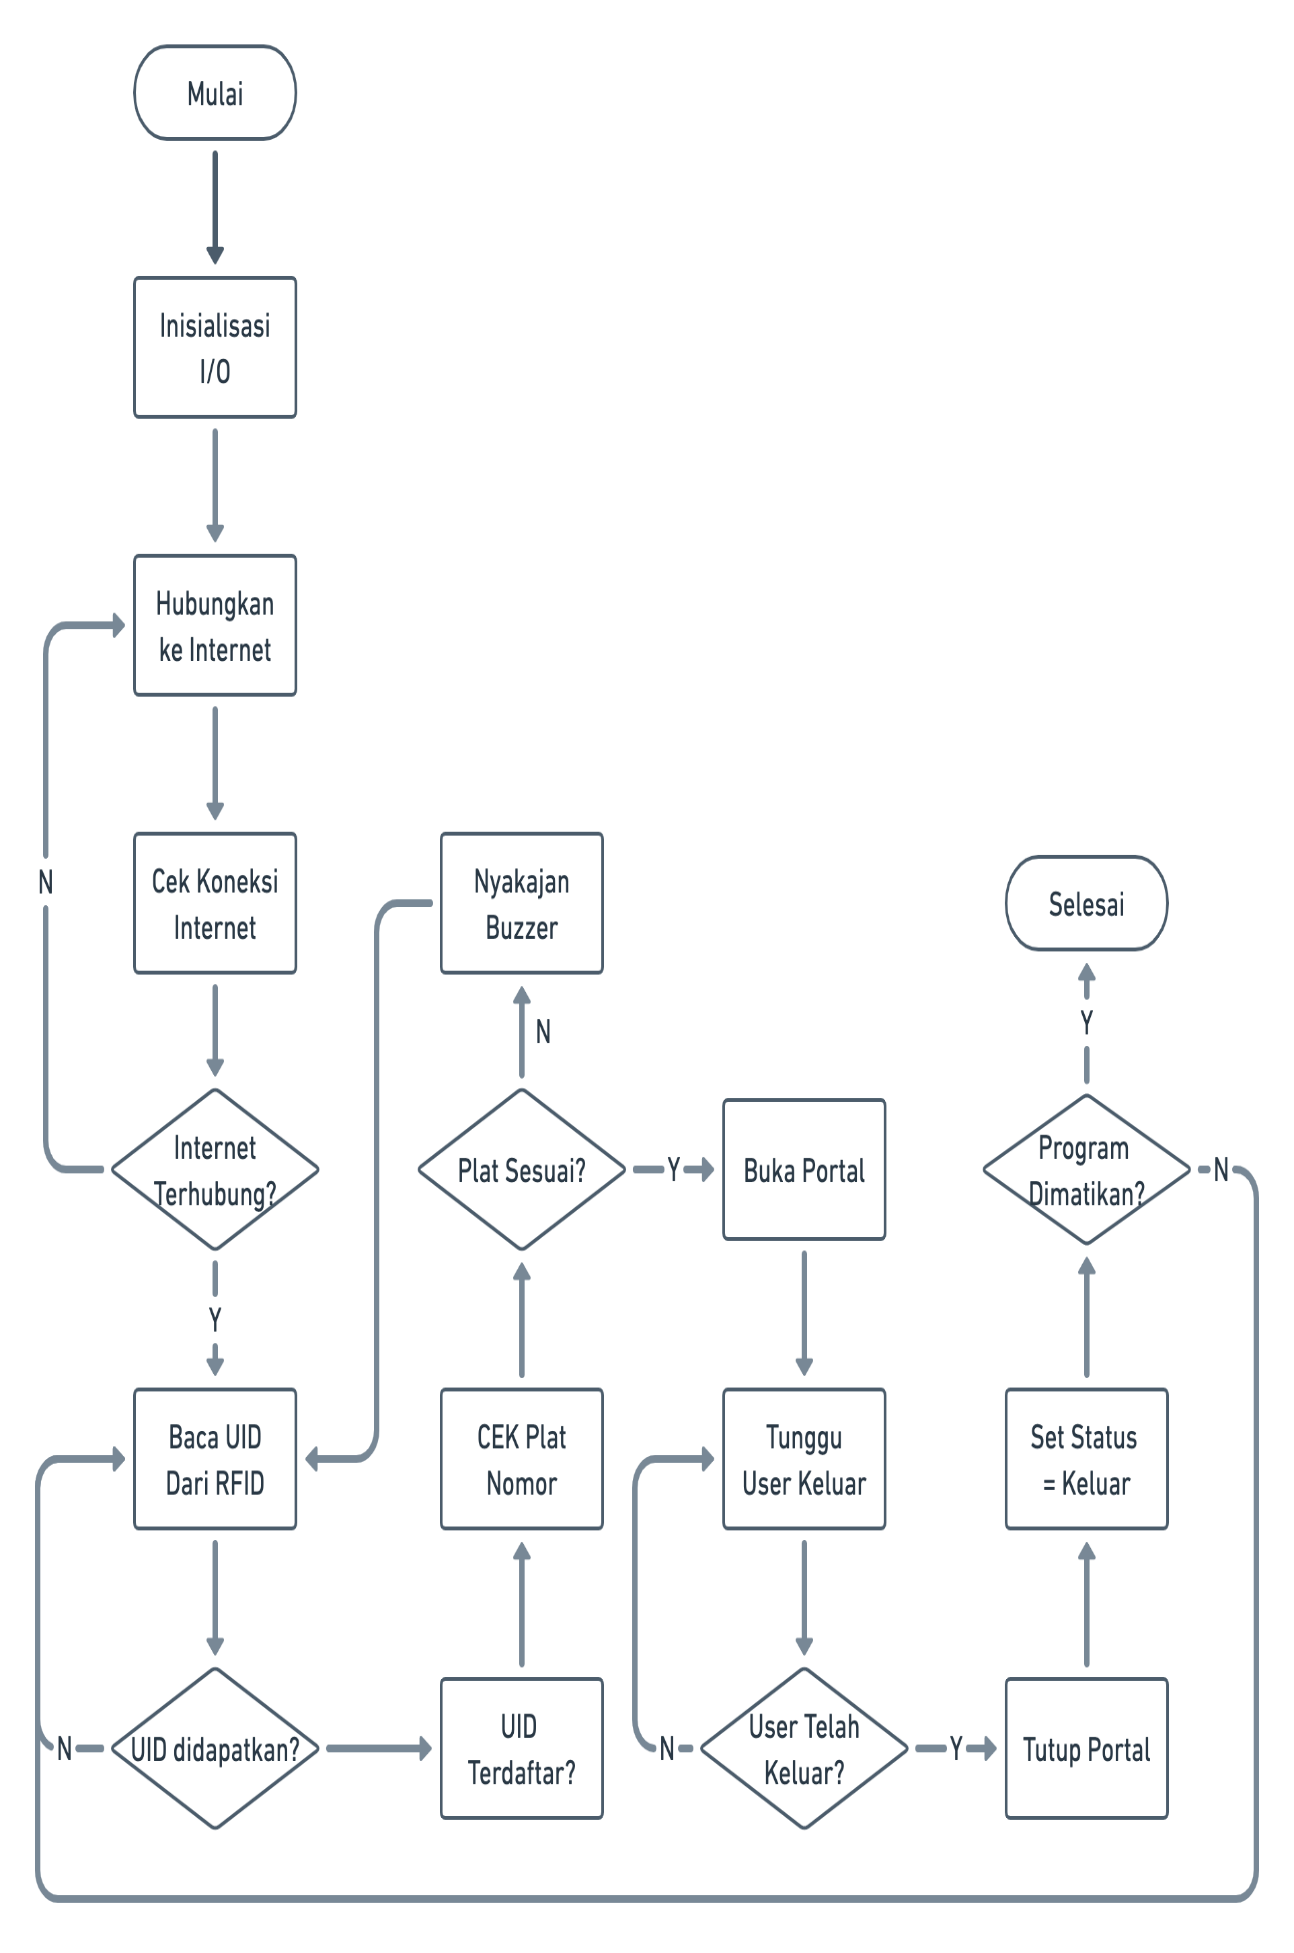 Mulai
Inisialisasi
I/O
Hubungkan
ke Internet
N
Cek Koneksi
Internet
Internet
Terhubung?
Y
Baca UID
Dari RFID
N
UID didapatkan?
UID
Terdaftar?
CEK Plat
Nomor
Plat Sesuai?
N
Nyakajan
Buzzer
Y
Buka Portal
Tunggu
User Keluar
N
User Telah
Keluar?
Y
Tutup Portal
Set Status
= Keluar
Program
Dimatikan?
N
Y
Selesai